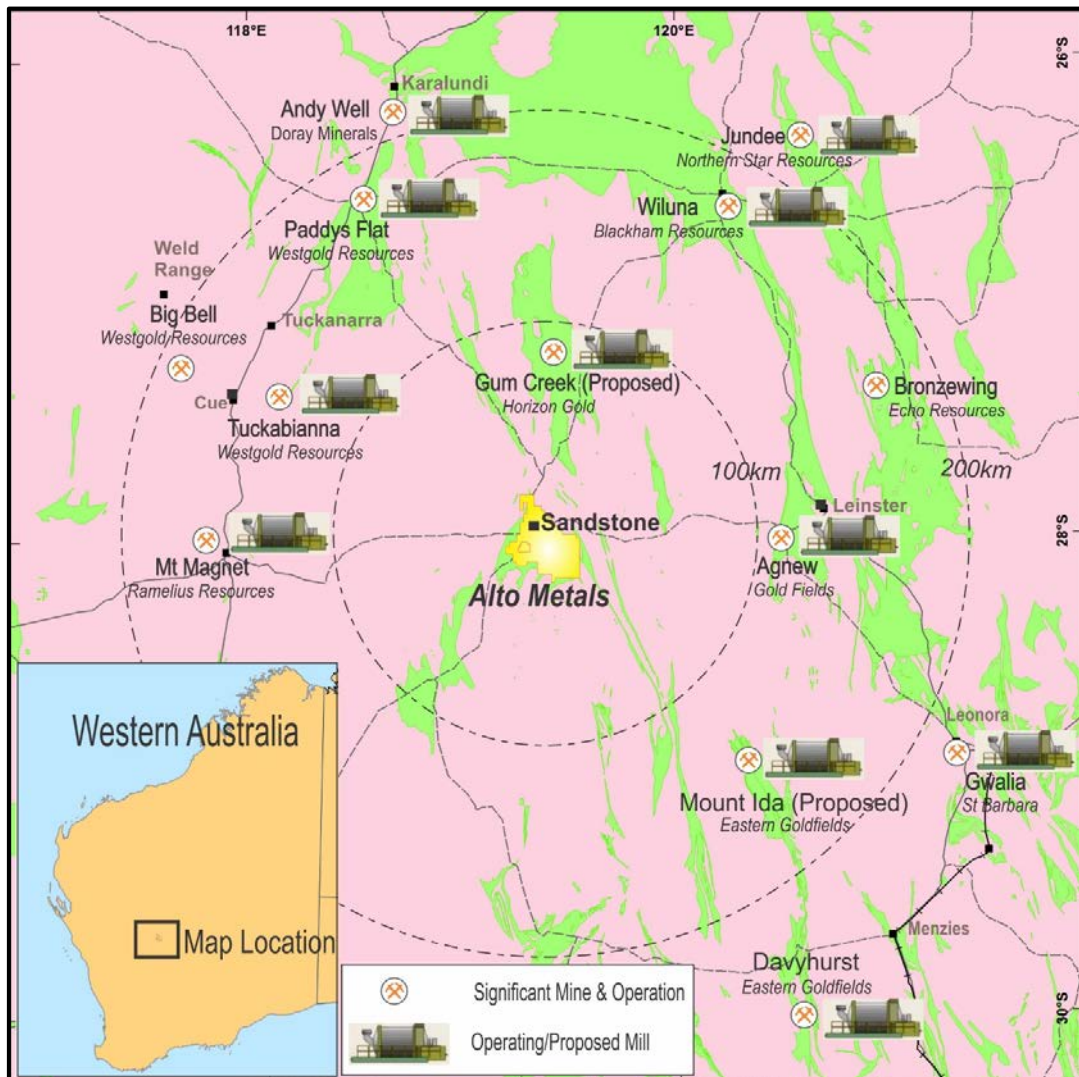 118°E
120°E
26°S
Karalundi
Andy Well
Doray Minerals
Jundee
Northern Star Resources
Paddys Flat
Westgold Resources
Wiluna
Blackham Resources
Weld
Range
Big Bell
Westgold Resources
Tuckanarra
Gum Creek (Proposed)
Horizon Gold
Bronzewing
Echo Resources
Cue
Tuckabianna
Westgold Resources
100km
200km
Leinster
Sandstone
28°S
Mt Magnet
Ramelius Resources
Alto Metals
Agnew
Gold Fields
Western Australia
Map Location
Leonora
Gwalia
St Barbara
Mount Ida (Proposed)
Eastern Goldfields
Menzies
Davyhurst
Eastern Goldfields
30°S
Significant Mine & Operation
Operating/Proposed Mill